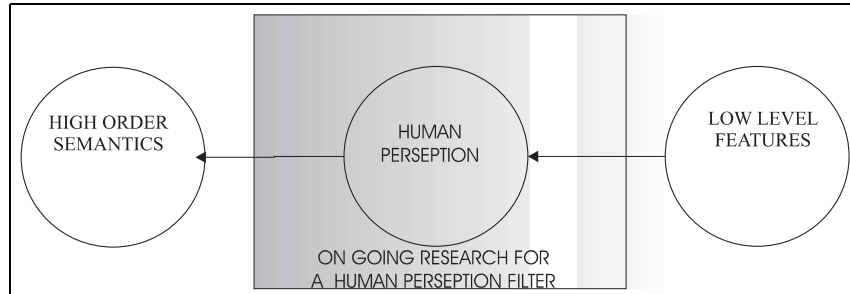 HIGH ORDER
SEMANTICS
HUMAN
PERSEPTION
LOW LEVEL
FEATURES
ON GOING RESEARCH FOR
A HUMAN PERSEPTION FILTER